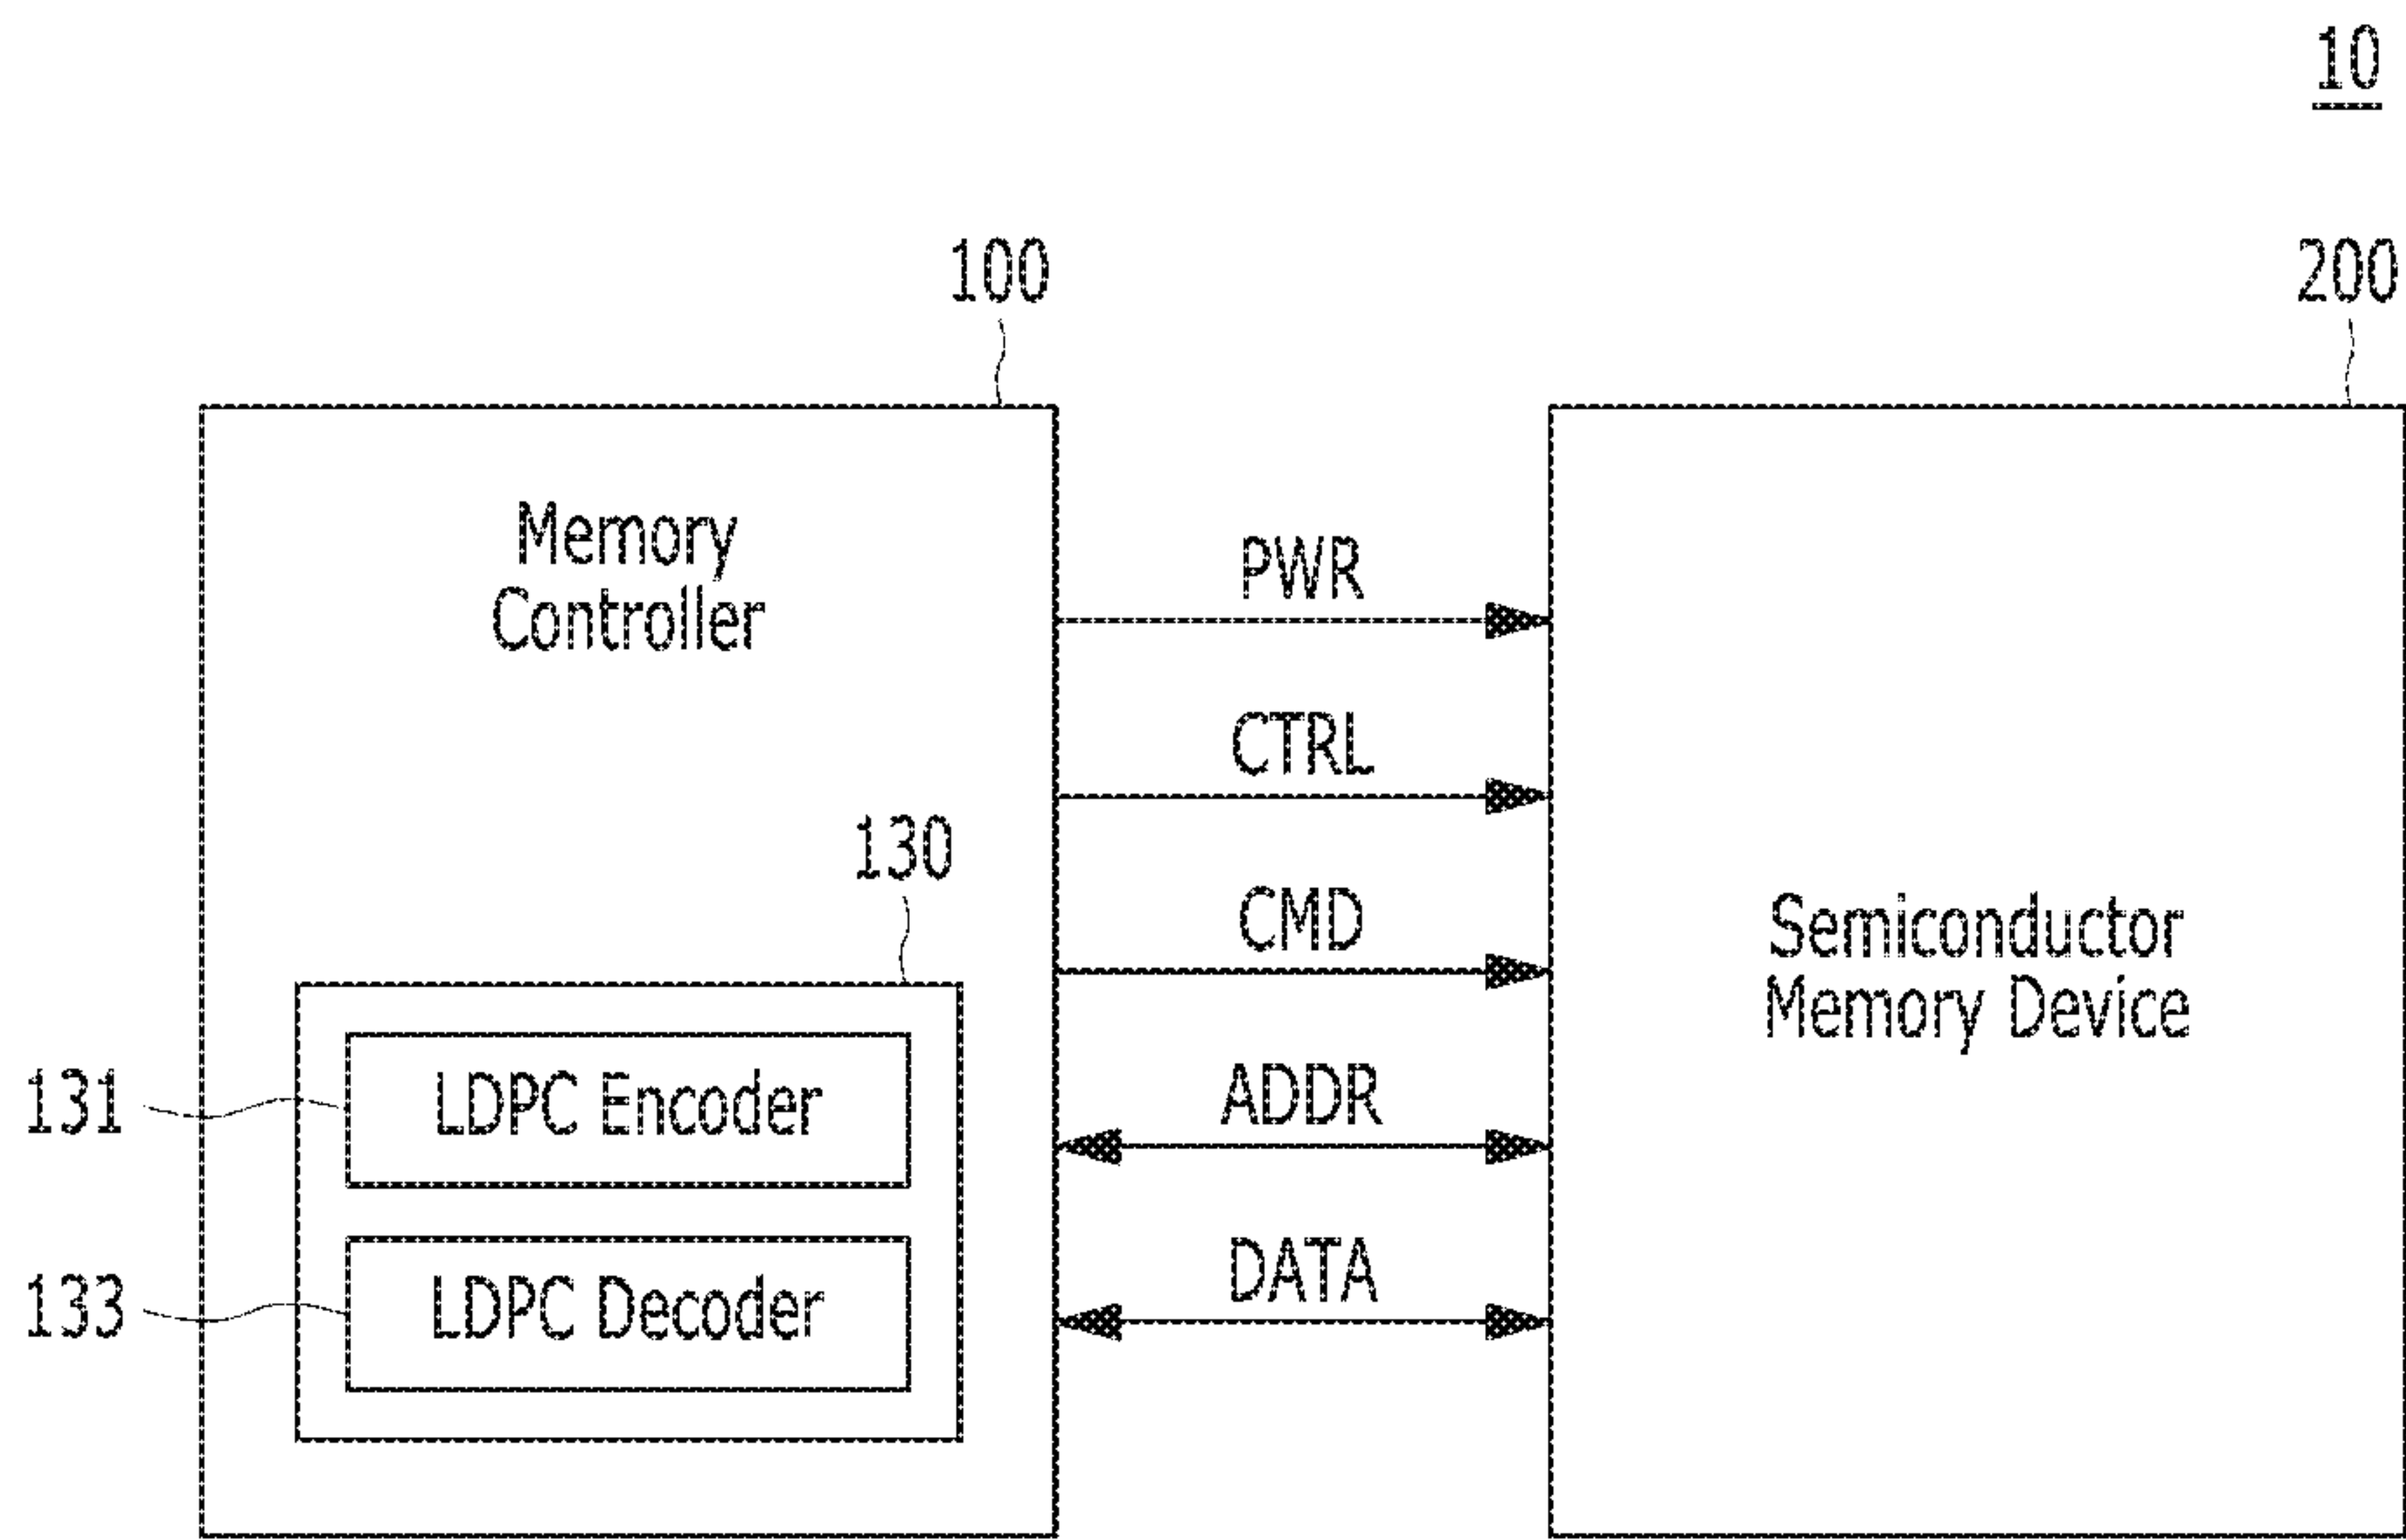 10
100
200
Memory
Controller
PWR
CTRL
130
CMD
Semiconductor
Memory Device
131
LDPC Encoder
ADDR
133
LDPC Decoder
DATA